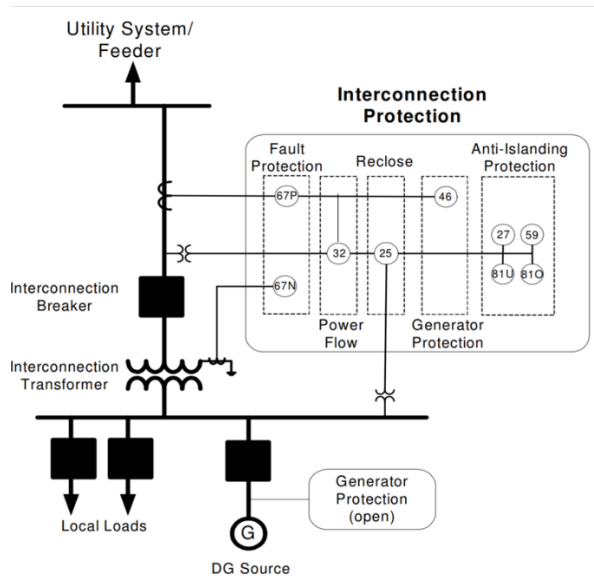 Utility System/
Feeder
Interconnection
Protection
Fault
Protection
Reclose
Anti-Islanding
Protection
67P
46
27
59
32
25
81U
81O
67N
Interconnection
Breaker
Power
Flow
Generator
Protection
Interconnection
Transformer
Local Loads
Generator
Protection
(open)
G
DG Source